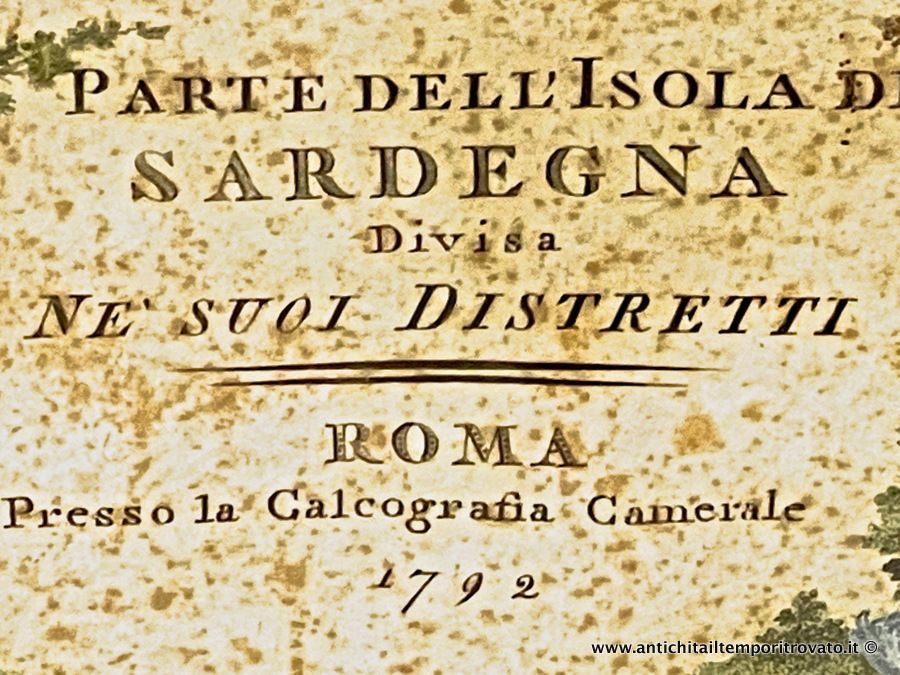 PARTE DELL'ISOLA DI
SARDEGNA
Divisa
NE' SUOI DISTRETTI
ROMA
Presso la Calcografia Camerale
1792
www.antichitailtemporitrovato.it ©